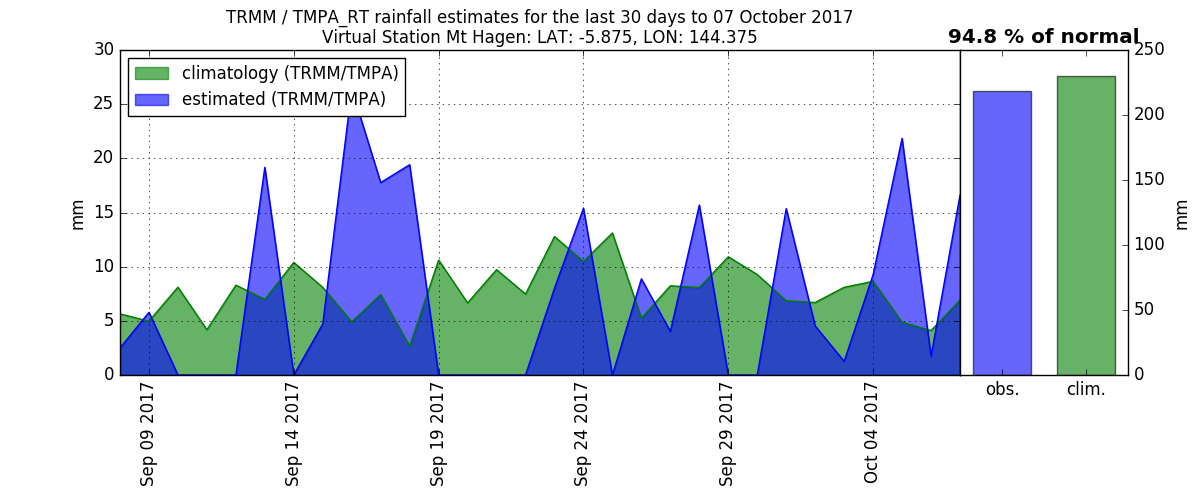 TRMM / TMPA_RT rainfall estimates for the last 30 days to 07 October 2017
Virtual Station Mt Hagen: LAT: -5.875, LON: 144.375
94.8 % of normal
climatology (TRMM/TMPA)
estimated (TRMM/TMPA)
mm
30
25
20
15
10
5
0
Sep 09 2017
Sep 14 2017
Sep 19 2017
Sep 24 2017
Sep 29 2017
Oct 04 2017
obs.
clim.
250
200
150
100
50
0
mm